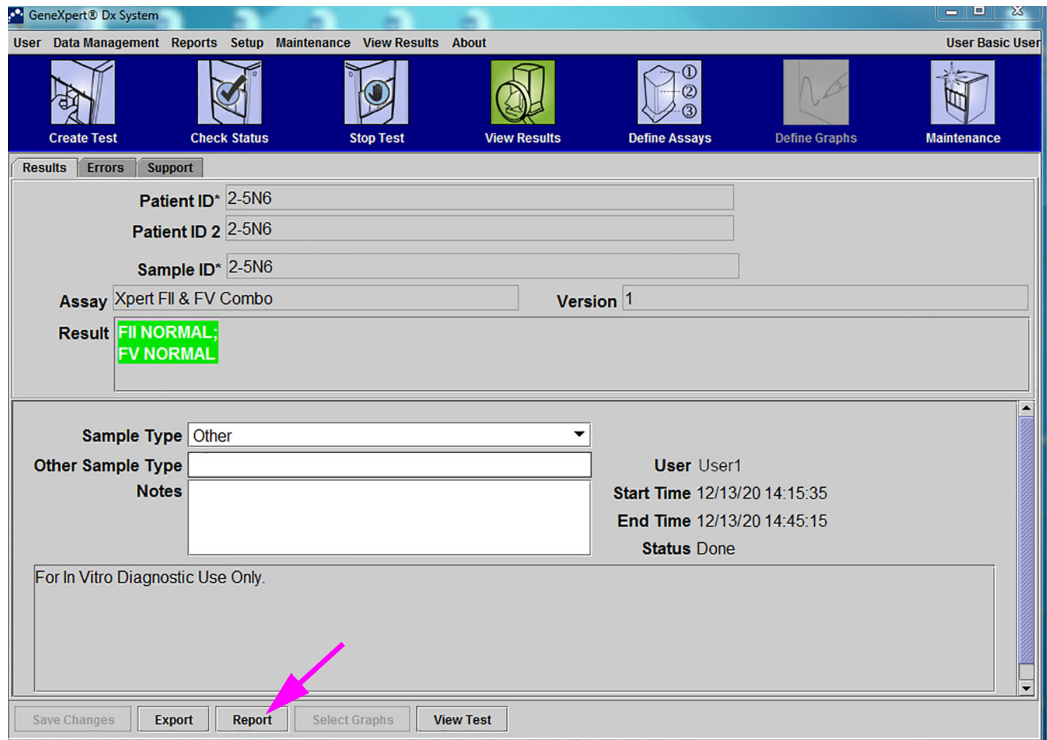 GeneXpert® Dx System
User Data Management Reports Setup Maintenance View Results About User Basic User
Create Test Check Status Stop Test View Results Define Assays Define Graphs Maintenance
Results Errors Support
Patient ID* 2-5N6
Patient ID 2 2-5N6
Sample ID* 2-5N6
Assay Xpert FII & FV Combo Version 1
Result FII NORMAL;
FV NORMAL
Sample Type Other
Other Sample Type User User1
Notes Start Time 12/13/20 14:15:35
End Time 12/13/20 14:45:15
Status Done
For In Vitro Diagnostic Use Only.
Save Changes Export Report Select Graphs View Test